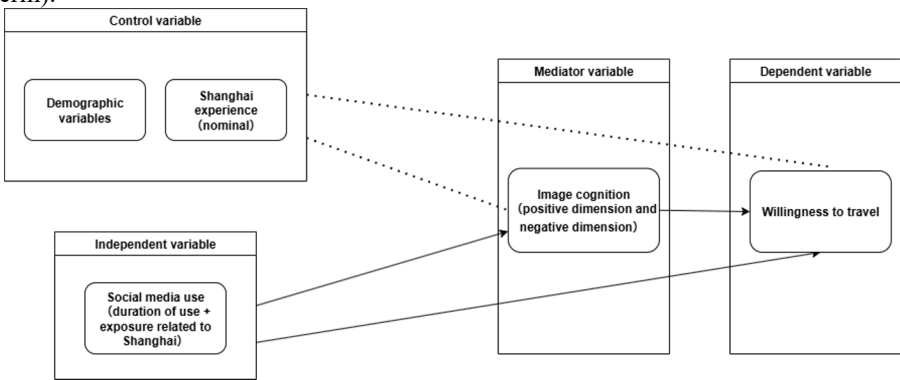 Control variable
Demographic
variables
Shanghai
experience
（nominal）
Mediator variable
Dependent variable
Image cognition
（positive dimension and
negative dimension）
Willingness to travel
Independent variable
Social media use
（duration of use +
exposure related to
Shanghai）